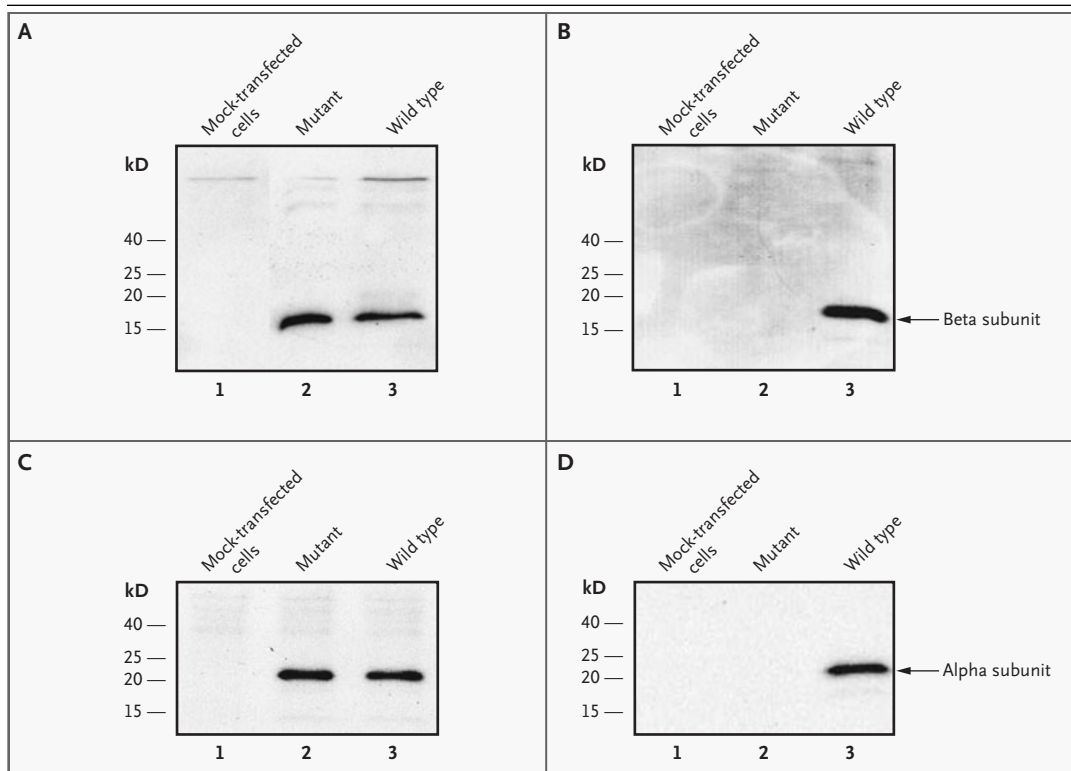 A
Mock-transfected
cells
Mutant
Wild type
kD
40
25
20
15
1 2 3
B
Mock-transfected
cells
Mutant
Wild type
kD
40
25
20
15
Beta subunit
1 2 3
C
Mock-transfected
cells
Mutant
Wild type
kD
40
25
20
15
1 2 3
D
Mock-transfected
cells
Mutant
Wild type
kD
40
25
20
15
Alpha subunit
1 2 3